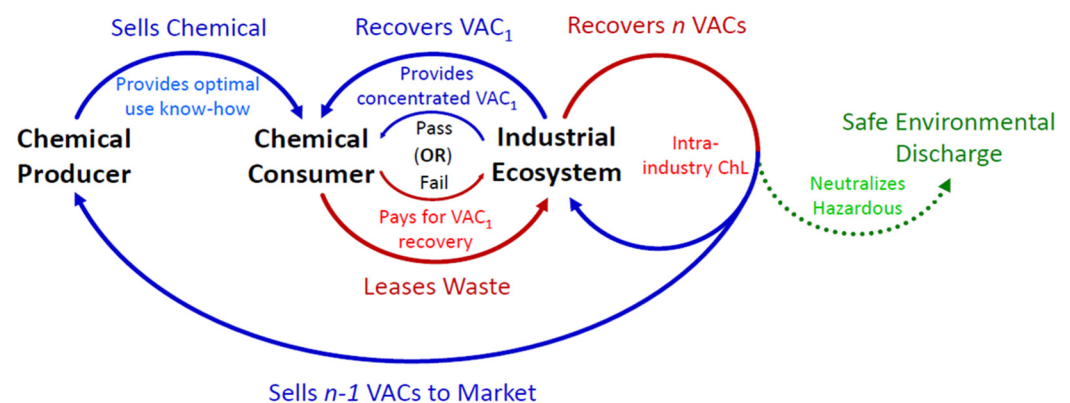 Sells Chemical
Recovers VAC1
Recovers n VACs
Provides optimal
use know-how
Provides
concentrated VAC1
Chemical
Producer
Chemical
Consumer
Pass
(OR)
Fail
Industrial
Ecosystem
Intra-
industry ChL
Safe Environmental
Discharge
Neutralizes
Hazardous
Pays for VAC1
recovery
Leases Waste
Sells n-1 VACs to Market